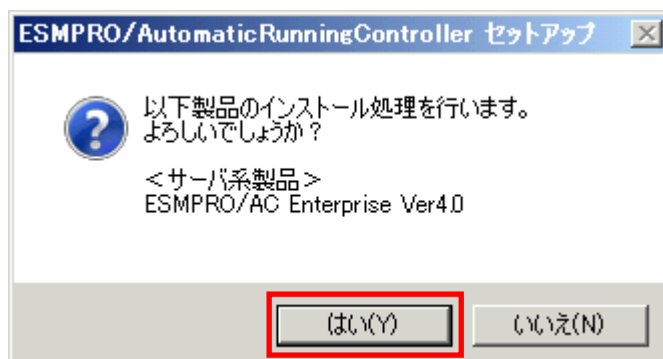 ESMPRO/AutomaticRunningController セットアップ
以下製品のインストール処理を行います。
よろしいでしょうか？
＜サーバ系製品＞
ESMPRO/AC Enterprise Ver4.0
はい(Y)
いいえ(N)